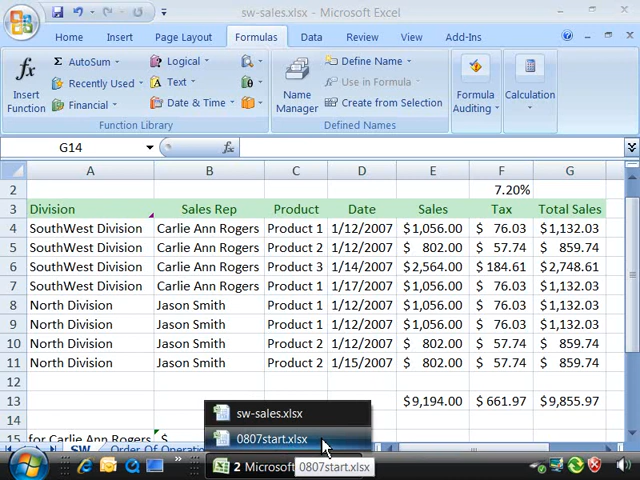 sw-sales.xlsx - Microsoft Excel
Home Insert Page Layout Formulas Data Review View Add-Ins
Insert Function
Σ AutoSum
Recently Used
Financial
Logical
Text
Date & Time
Function Library
Name Manager
Define Name
Use in Formula
Create from Selection
Defined Names
Formula Auditing
Calculation
G14 fx
A B C D E F G
2 7.20%
3 Division Sales Rep Product Date Sales Tax Total Sales
4 SouthWest Division Carlie Ann Rogers Product 1 1/12/2007 $1,056.00 $ 76.03 $1,132.03
5 SouthWest Division Carlie Ann Rogers Product 2 1/12/2007 $ 802.00 $ 57.74 $ 859.74
6 SouthWest Division Carlie Ann Rogers Product 3 1/14/2007 $2,564.00 $184.61 $2,748.61
7 SouthWest Division Carlie Ann Rogers Product 1 1/17/2007 $1,056.00 $ 76.03 $1,132.03
8 North Division Jason Smith Product 1 1/12/2007 $1,056.00 $ 76.03 $1,132.03
9 North Division Jason Smith Product 1 1/12/2007 $1,056.00 $ 76.03 $1,132.03
10 North Division Jason Smith Product 2 1/12/2007 $ 802.00 $ 57.74 $ 859.74
11 North Division Jason Smith Product 2 1/15/2007 $ 802.00 $ 57.74 $ 859.74
12
13 $9,194.00 $661.97 $9,855.97
14
15 for Carlie Ann Rogers $
sw-sales.xlsx
0807start.xlsx
SW Order Of
2 Microsoft
0807start.xlsx